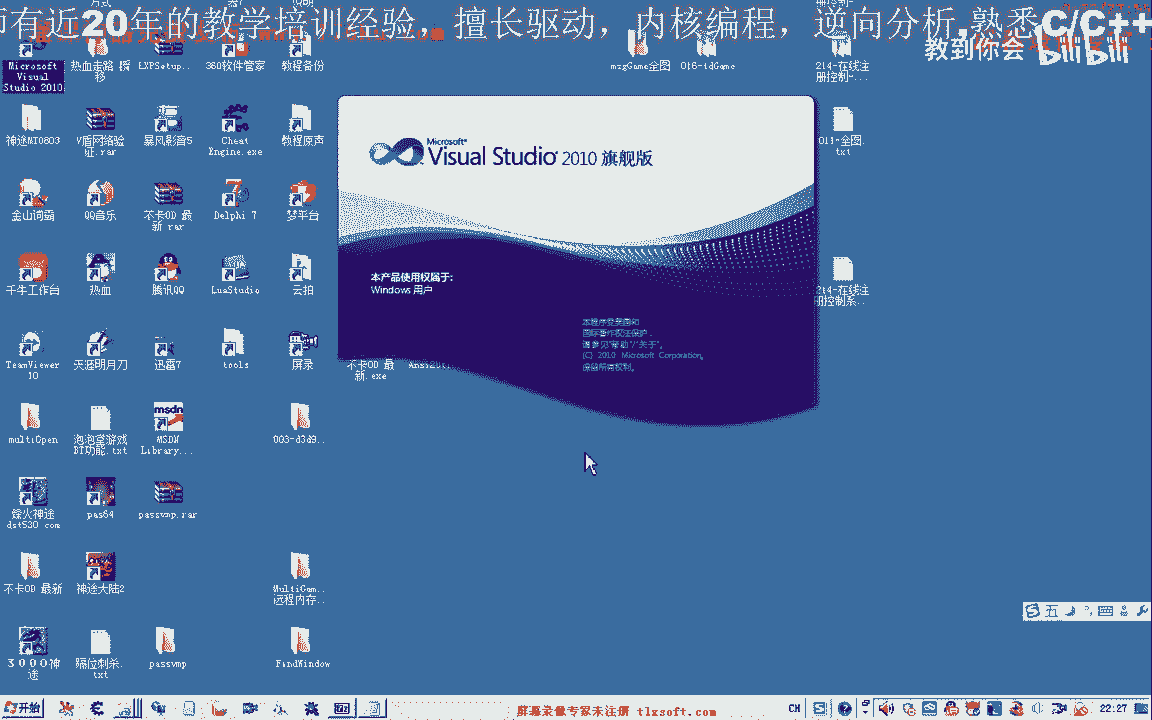 有近20年的教学培训经验，擅长驱动，内核编程，逆向分析,熟悉C/C++
教到你会
bilibili
Microsoft
Visual
Studio 2010
热血走路 瞬
移
LXPSetup...
360软件管家
教程备份
mzgGame全图
016-tdGame
214-在线注
册控制-...
神途MT0803
V盾网络验
证.rar
暴风影音5
Cheat
Engine.exe
教程原声
011-全图.
txt
Microsoft®
Visual Studio® 2010 旗舰版
金山词霸
QQ音乐
不卡OD 最
新.rar
Delphi 7
梦平台
本产品使用权属于:
Windows 用户
千牛工作台
热血
腾讯QQ
LuaStudio
云拍
214-在线注
册控制系..
本程序受美国和
国际著作权法保护，
请参见“帮助”/“关于”。
(C) 2010 Microsoft Corporation。
保留所有权利。
TeamViewer
10
天涯明月刀
迅雷7
tools
屏录
不卡OD 最
新.exe
multiOpen
泡泡堂游戏
BT功能.txt
msdn
MSDN
Library...
003-d3d9..
烽火神途
dst530 com
pas64
passvmp.rar
不卡OD 最新
神途大陆2
MultiGam..
远程内存..
五
3000神
途
隔位刺杀.
txt
passvmp
FindWindow
开始
屏幕录像专家未注册 tlxsoft.com
CH
22:27